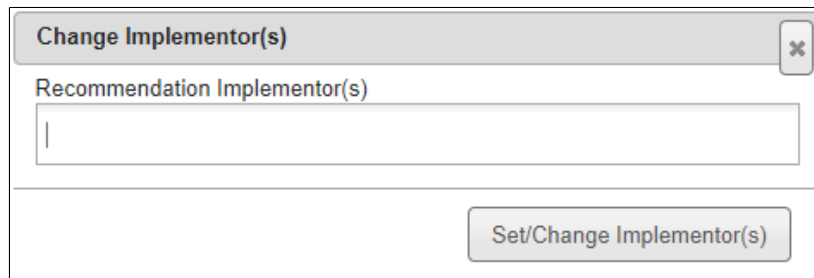 Change Implementor(s)
Recommendation Implementor(s)
Set/Change Implementor(s)